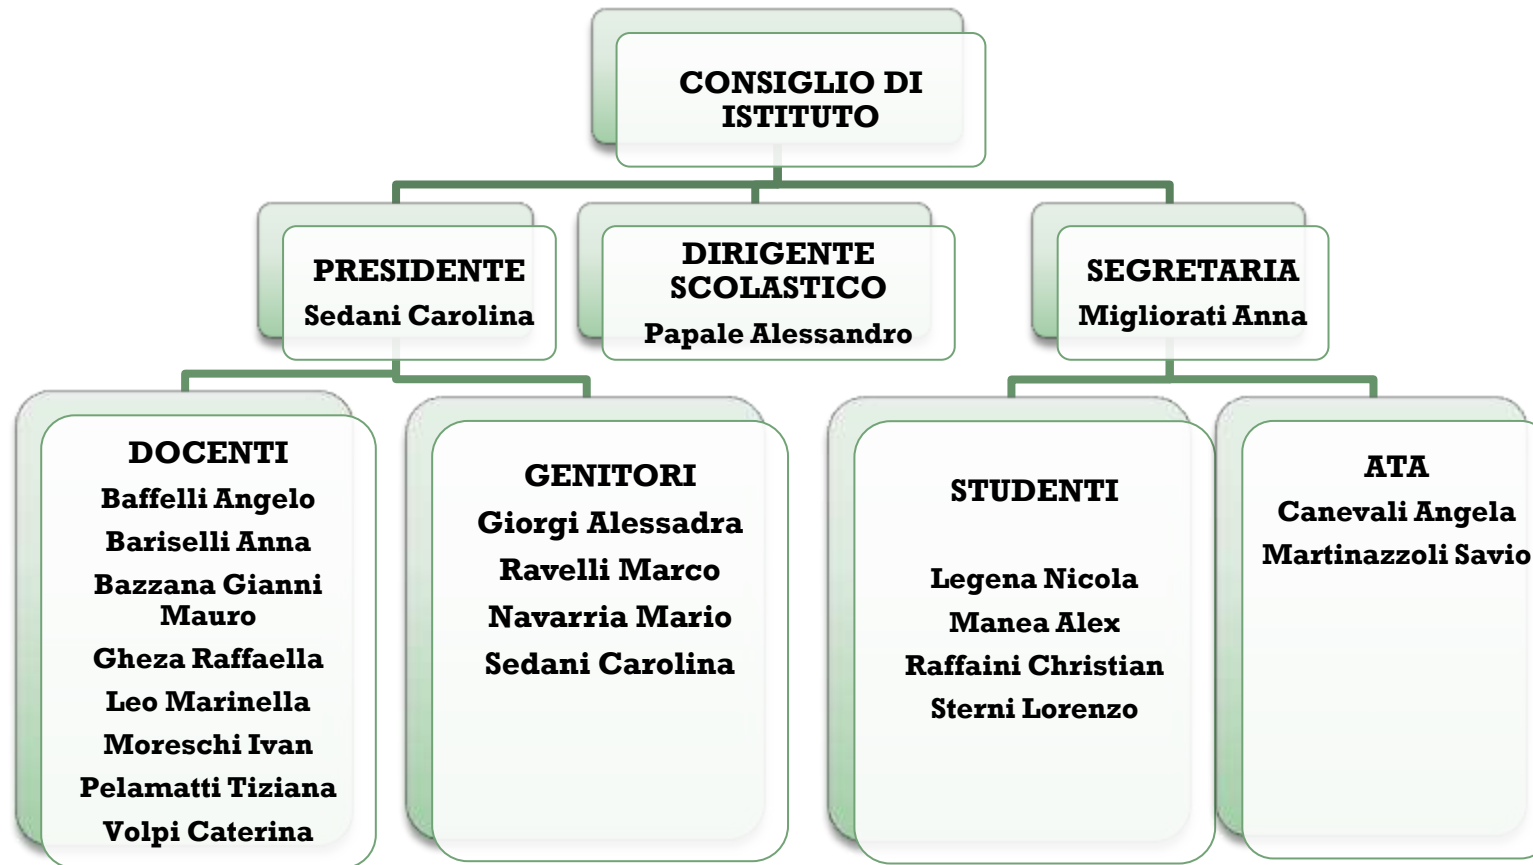 CONSIGLIO DI
ISTITUTO
PRESIDENTE
Sedani Carolina
DIRIGENTE
SCOLASTICO
Papale Alessandro
SEGRETARIA
Migliorati Anna
DOCENTI
Baffelli Angelo
Bariselli Anna
Bazzana Gianni
Mauro
Gheza Raffaella
Leo Marinella
Moreschi Ivan
Pelamatti Tiziana
Volpi Caterina
GENITORI
Giorgi Alessadra
Ravelli Marco
Navarria Mario
Sedani Carolina
STUDENTI
Legena Nicola
Manea Alex
Raffaini Christian
Sterni Lorenzo
ATA
Canevali Angela
Martinazzoli Savio